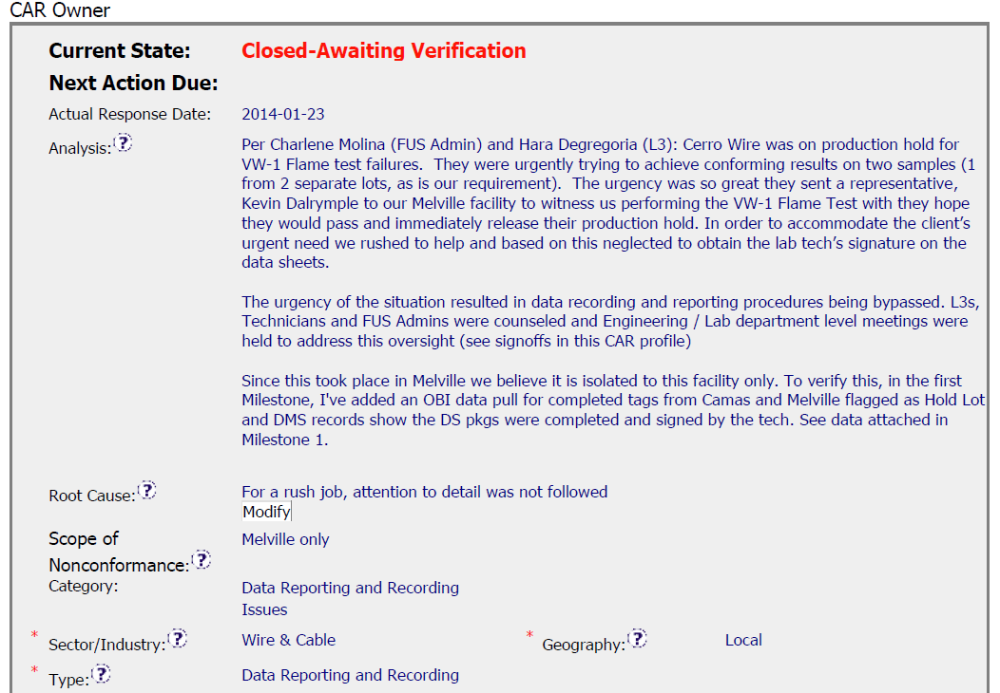 CAR Owner
Current State: Closed-Awaiting Verification
Next Action Due:
Actual Response Date: 2014-01-23
Analysis:? Per Charlene Molina (FUS Admin) and Hara Degregoria (L3): Cerro Wire was on production hold for
VW-1 Flame test failures.  They were urgently trying to achieve conforming results on two samples (1
from 2 separate lots, as is our requirement).  The urgency was so great they sent a representative,
Kevin Dalrymple to our Melville facility to witness us performing the VW-1 Flame Test with they hope
they would pass and immediately release their production hold. In order to accommodate the client’s
urgent need we rushed to help and based on this neglected to obtain the lab tech’s signature on the
data sheets.
The urgency of the situation resulted in data recording and reporting procedures being bypassed. L3s,
Technicians and FUS Admins were counseled and Engineering / Lab department level meetings were
held to address this oversight (see signoffs in this CAR profile)
Since this took place in Melville we believe it is isolated to this facility only. To verify this, in the first
Milestone, I've added an OBI data pull for completed tags from Camas and Melville flagged as Hold Lot
and DMS records show the DS pkgs were completed and signed by the tech. See data attached in
Milestone 1.
Root Cause:? For a rush job, attention to detail was not followed
Modify
Scope of
Nonconformance:? Melville only
Category: Data Reporting and Recording
Issues
* Sector/Industry:? Wire & Cable * Geography:? Local
* Type:? Data Reporting and Recording